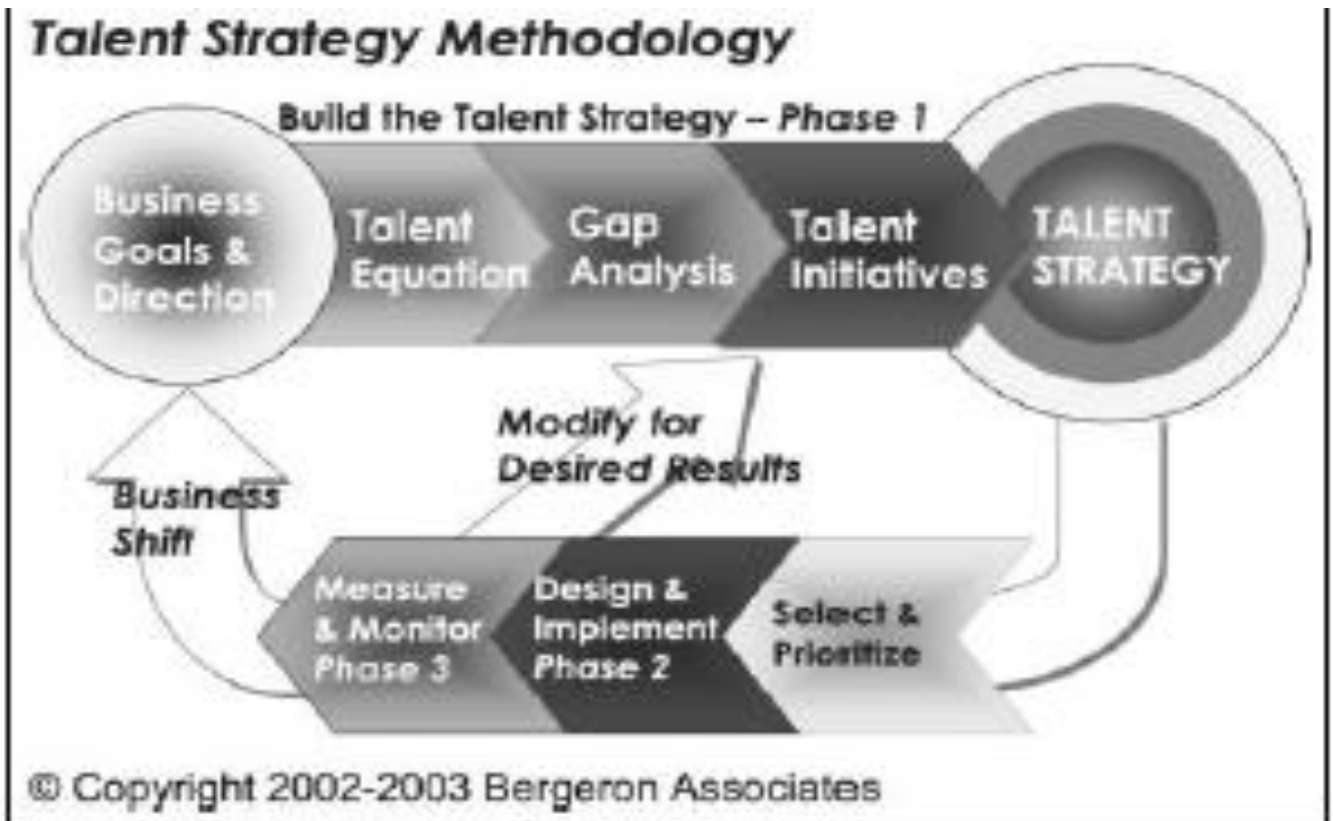 Talent Strategy Methodology
Build the Talent Strategy – Phase 1
Business
Goals &
Direction
Talent
Equation
Gap
Analysis
Talent
Initiatives
TALENT
STRATEGY
Modify for
Desired Results
Business
Shift
Measure
& Monitor
Phase 3
Design &
Implement
Phase 2
Select &
Prioritize
© Copyright 2002-2003 Bergeron Associates